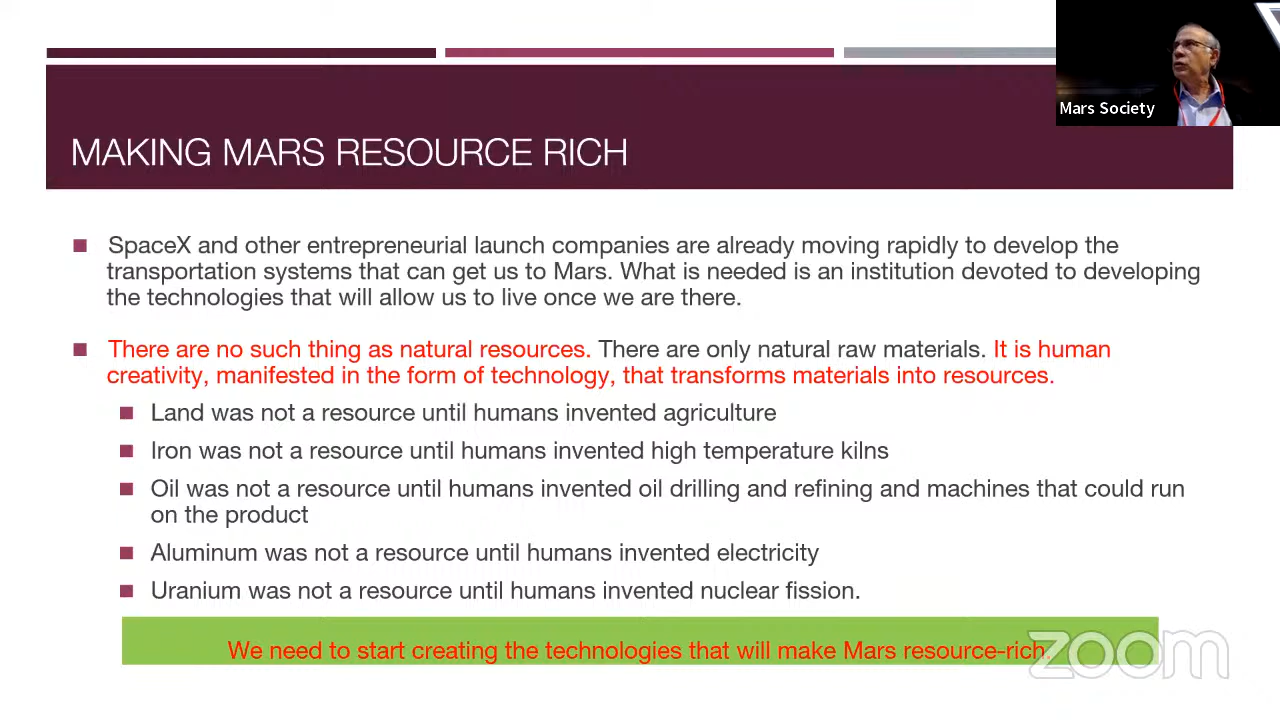 Mars Society
MAKING MARS RESOURCE RICH
SpaceX and other entrepreneurial launch companies are already moving rapidly to develop the
transportation systems that can get us to Mars. What is needed is an institution devoted to developing
the technologies that will allow us to live once we are there.
There are no such thing as natural resources. There are only natural raw materials. It is human
creativity, manifested in the form of technology, that transforms materials into resources.
Land was not a resource until humans invented agriculture
Iron was not a resource until humans invented high temperature kilns
Oil was not a resource until humans invented oil drilling and refining and machines that could run
on the product
Aluminum was not a resource until humans invented electricity
Uranium was not a resource until humans invented nuclear fission.
We need to start creating the technologies that will make Mars resource-rich.
zoom